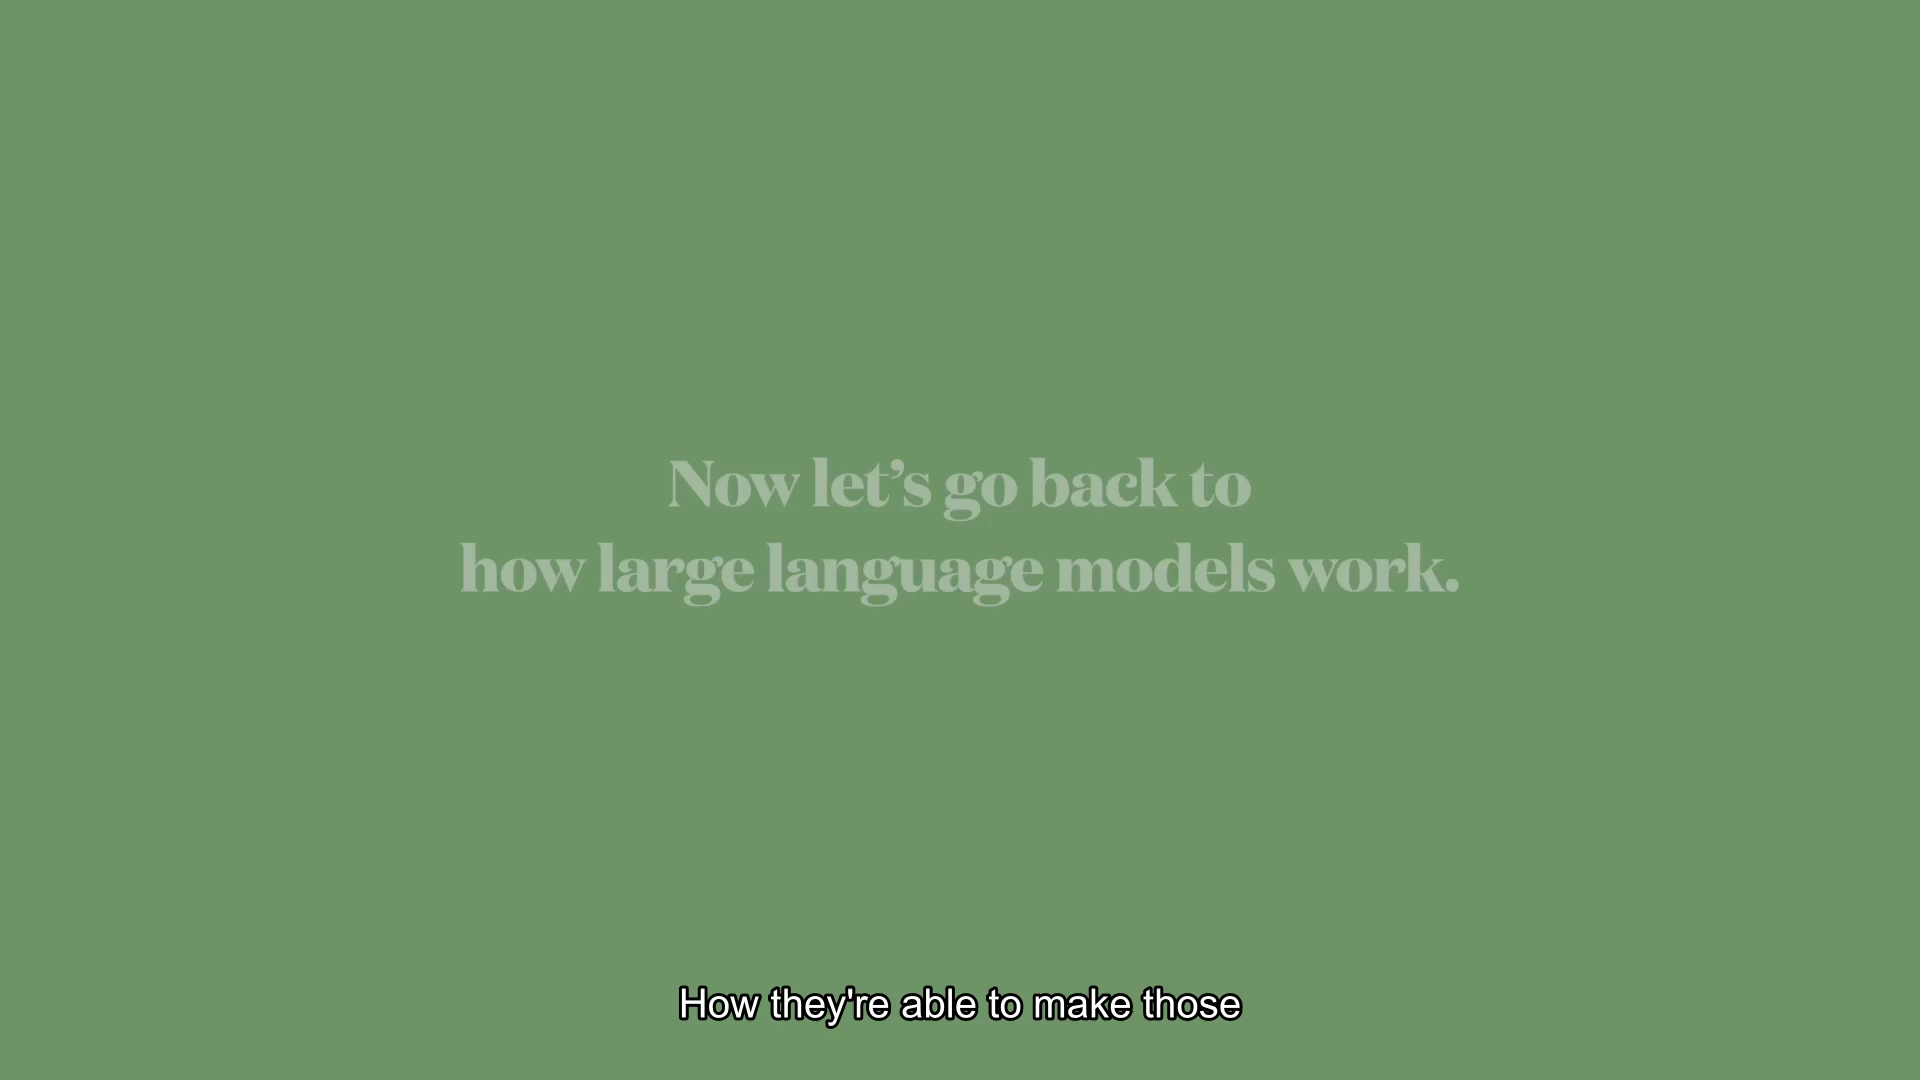 Now let’s go back to
how large language models work.
How they're able to make those